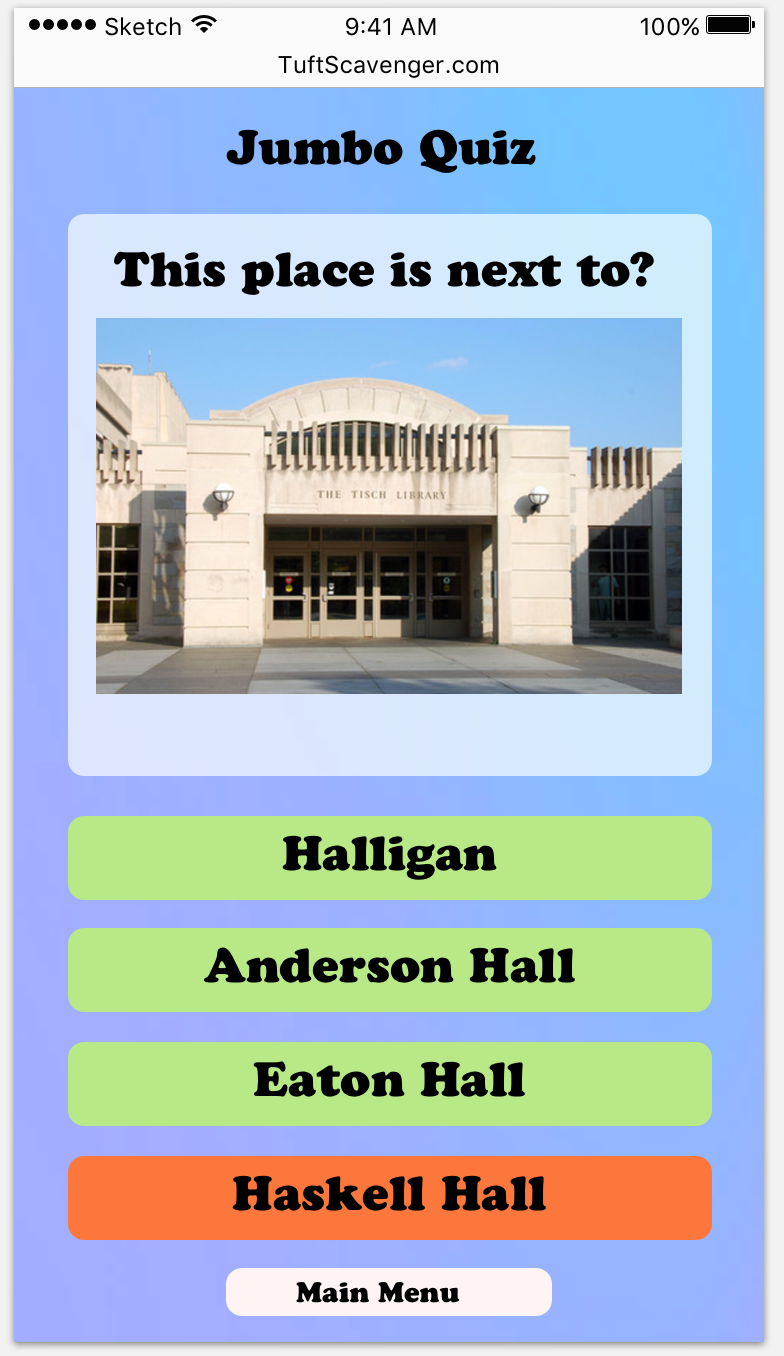 Sketch 9:41 AM 100%
TuftScavenger.com
Jumbo Quiz
This place is next to?
THE TISCH LIBRARY
Halligan
Anderson Hall
Eaton Hall
Haskell Hall
Main Menu